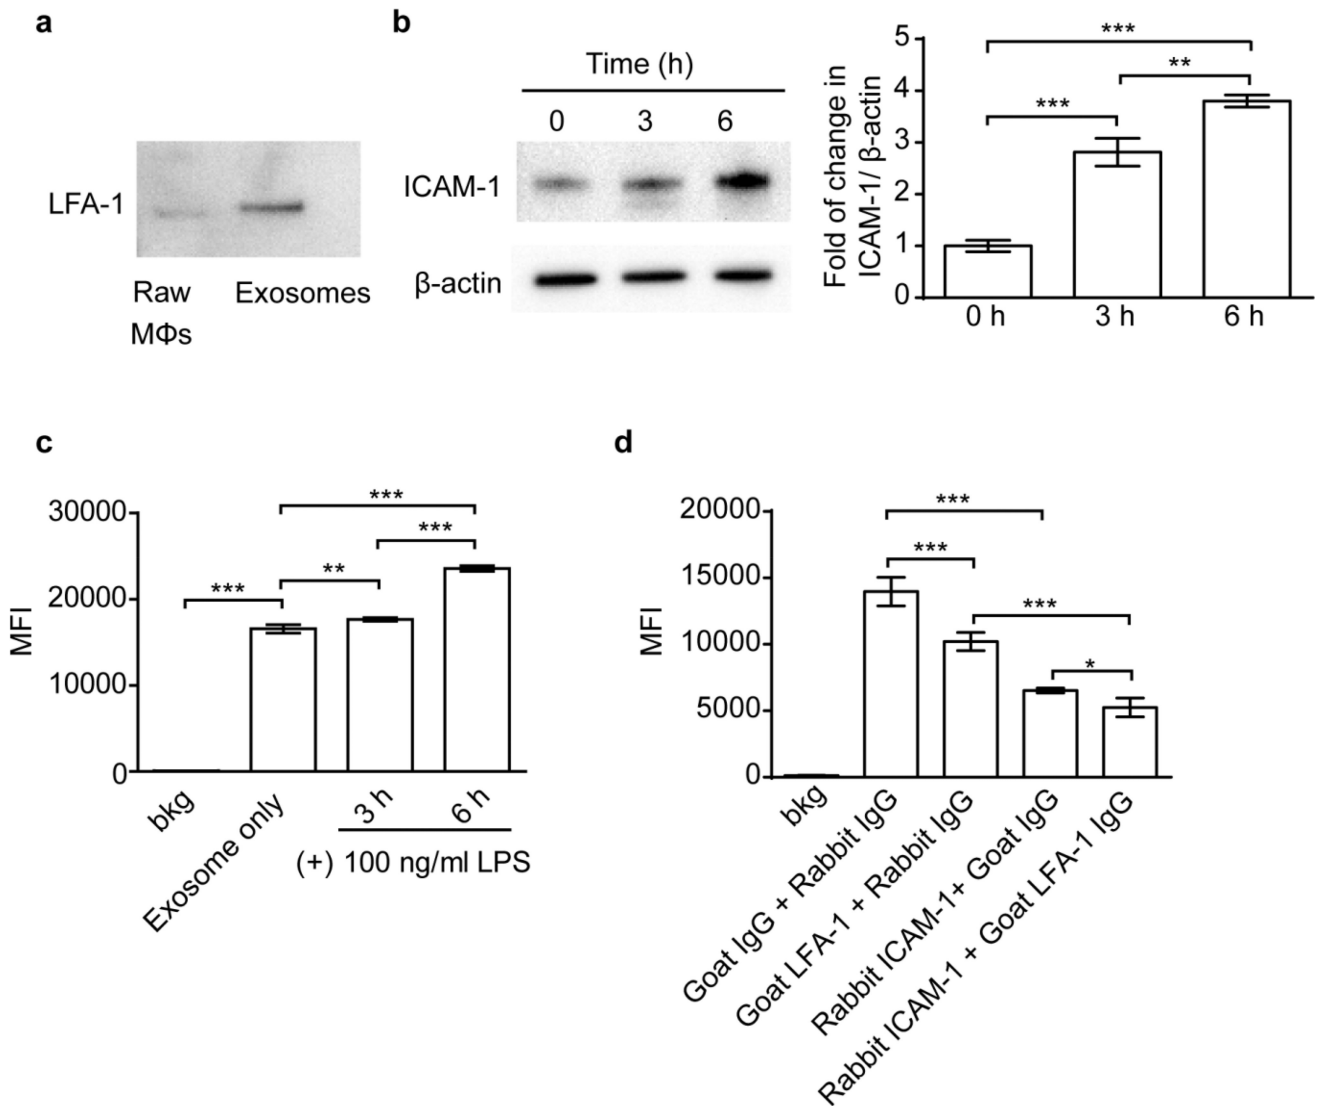 a
LFA-1
Raw
MΦs
Exosomes
b
Time (h)
0 3 6
ICAM-1
β-actin
Fold of change in
ICAM-1/ β-actin
5
4
3
2
1
0
***
**
***
0 h 3 h 6 h
c
MFI
30000
20000
10000
0
***
***
**
***
bkg
Exosome only
3 h
6 h
(+) 100 ng/ml LPS
d
MFI
20000
15000
10000
5000
0
***
***
***
*
bkg
Goat IgG + Rabbit IgG
Goat LFA-1 + Rabbit IgG
Rabbit ICAM-1+ Goat IgG
Rabbit ICAM-1 + Goat LFA-1 IgG